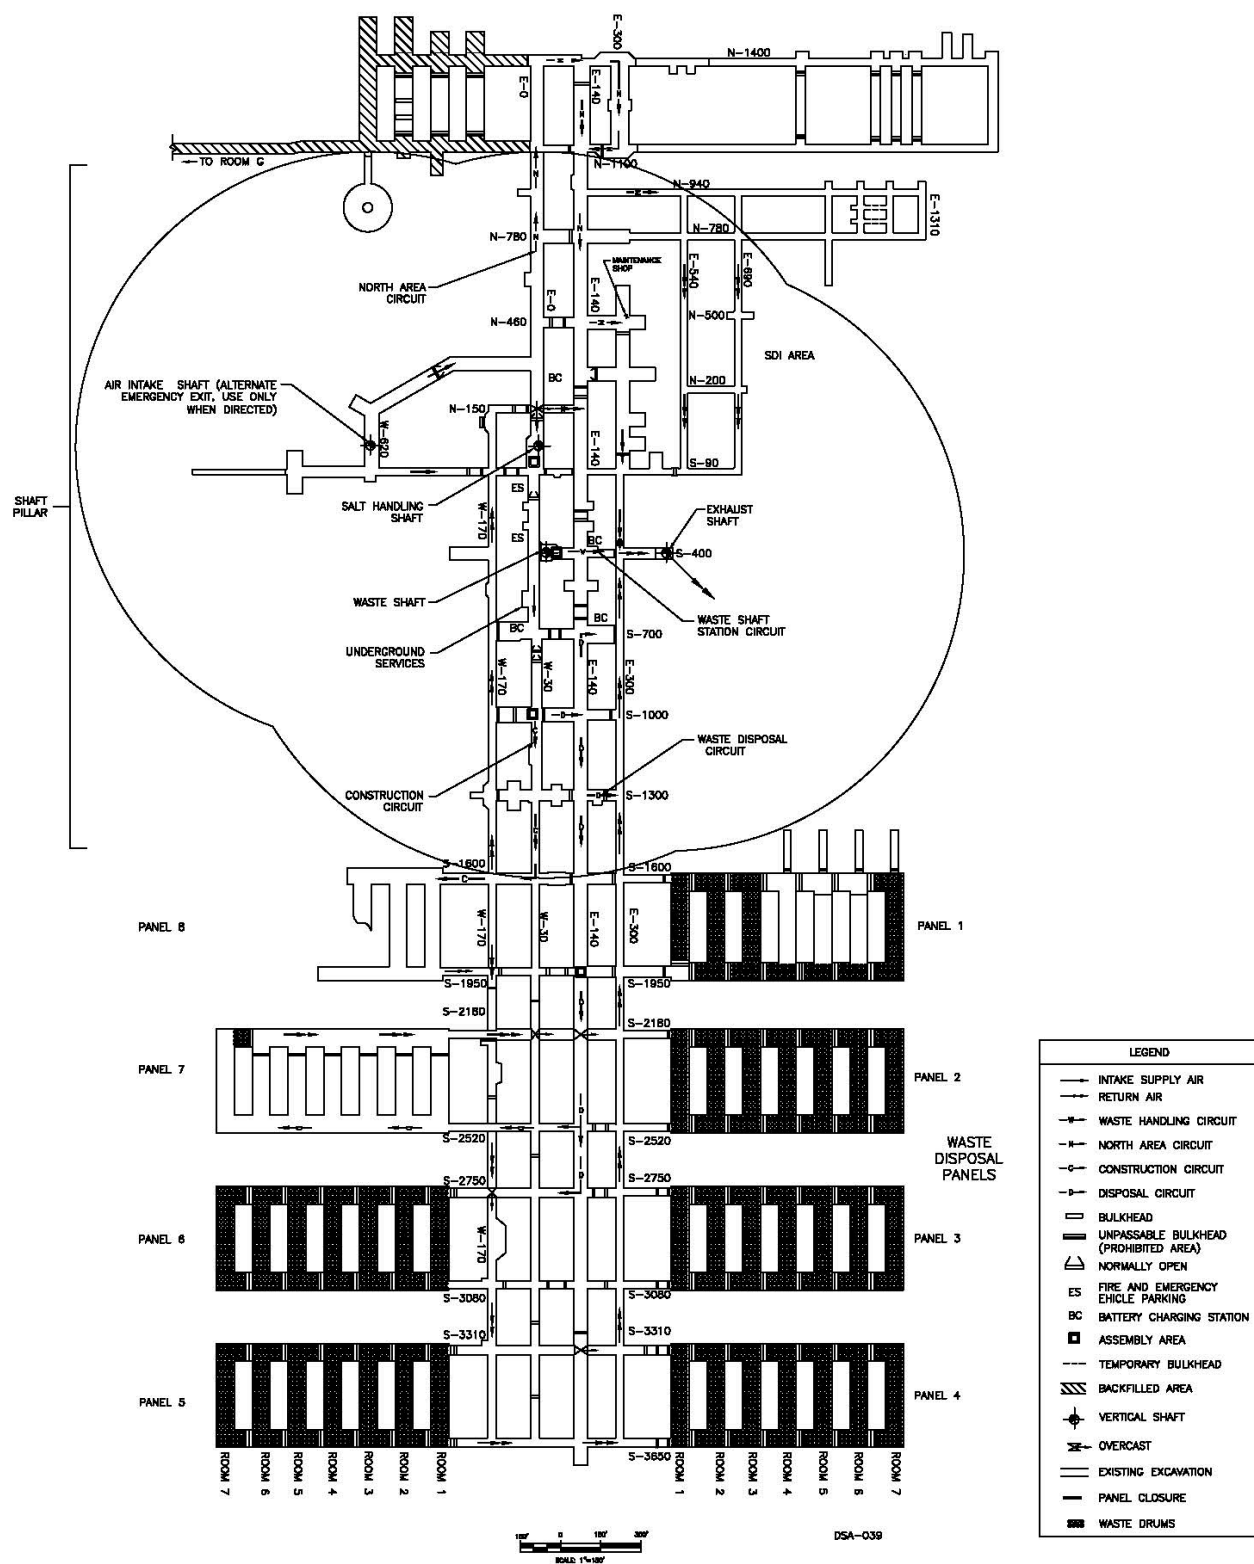 E-300
N-1400
E-0
E-140
TO ROOM G
N-1100
N-940
E-1310
N-780
N-780
MAINTENANCE
SHOP
E-540
E-690
NORTH AREA
CIRCUIT
E-0
E-140
N-460
N-500
SDI AREA
AIR INTAKE SHAFT (ALTERNATE
EMERGENCY EXIT, USE ONLY
WHEN DIRECTED)
BC
N-200
N-150
W-620
E-140
S-90
SHAFT
PILLAR
SALT HANDLING
SHAFT
ES
W-170
ES
BC
EXHAUST
SHAFT
S-400
WASTE SHAFT
WASTE SHAFT
STATION CIRCUIT
BC
BC
S-700
UNDERGROUND
SERVICES
W-170
W-30
E-140
E-300
S-1000
WASTE DISPOSAL
CIRCUIT
CONSTRUCTION
CIRCUIT
S-1300
S-1600
S-1600
PANEL 8
W-170
W-30
E-140
E-300
PANEL 1
S-1950
S-1950
S-2180
S-2180
PANEL 7
PANEL 2
S-2520
S-2520
WASTE
DISPOSAL
PANELS
S-2750
S-2750
PANEL 6
W-170
PANEL 3
S-3080
S-3080
S-3310
S-3310
PANEL 5
PANEL 4
S-3650
ROOM 7
ROOM 6
ROOM 5
ROOM 4
ROOM 3
ROOM 2
ROOM 1
ROOM 1
ROOM 2
ROOM 3
ROOM 4
ROOM 5
ROOM 6
ROOM 7
LEGEND
INTAKE SUPPLY AIR
RETURN AIR
W WASTE HANDLING CIRCUIT
N NORTH AREA CIRCUIT
C CONSTRUCTION CIRCUIT
D DISPOSAL CIRCUIT
BULKHEAD
UNPASSABLE BULKHEAD
(PROHIBITED AREA)
NORMALLY OPEN
ES FIRE AND EMERGENCY
EHICLE PARKING
BC BATTERY CHARGING STATION
ASSEMBLY AREA
TEMPORARY BULKHEAD
BACKFILLED AREA
VERTICAL SHAFT
OVERCAST
EXISTING EXCAVATION
PANEL CLOSURE
WASTE DRUMS
0
DSA-039